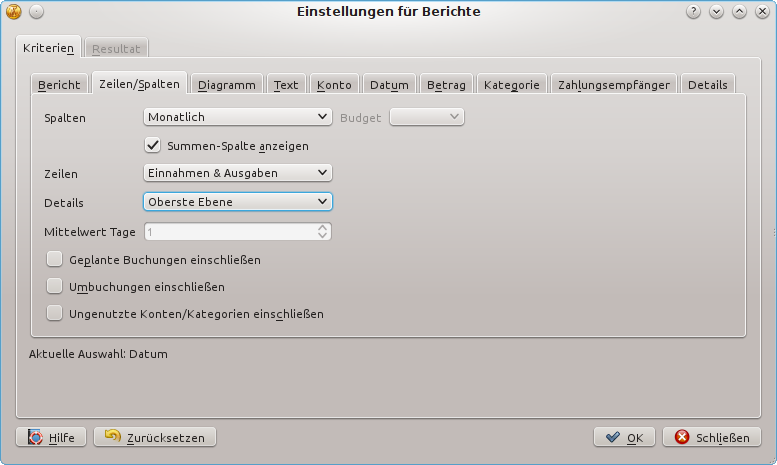 Einstellungen für Berichte
Kriterien Resultat
Bericht Zeilen/Spalten Diagramm Text Konto Datum Betrag Kategorie Zahlungsempfänger Details
Spalten Monatlich Budget
Summen-Spalte anzeigen
Zeilen Einnahmen & Ausgaben
Details Oberste Ebene
Mittelwert Tage 1
Geplante Buchungen einschließen
Umbuchungen einschließen
Ungenutzte Konten/Kategorien einschließen
Aktuelle Auswahl: Datum
Hilfe Zurücksetzen OK Schließen